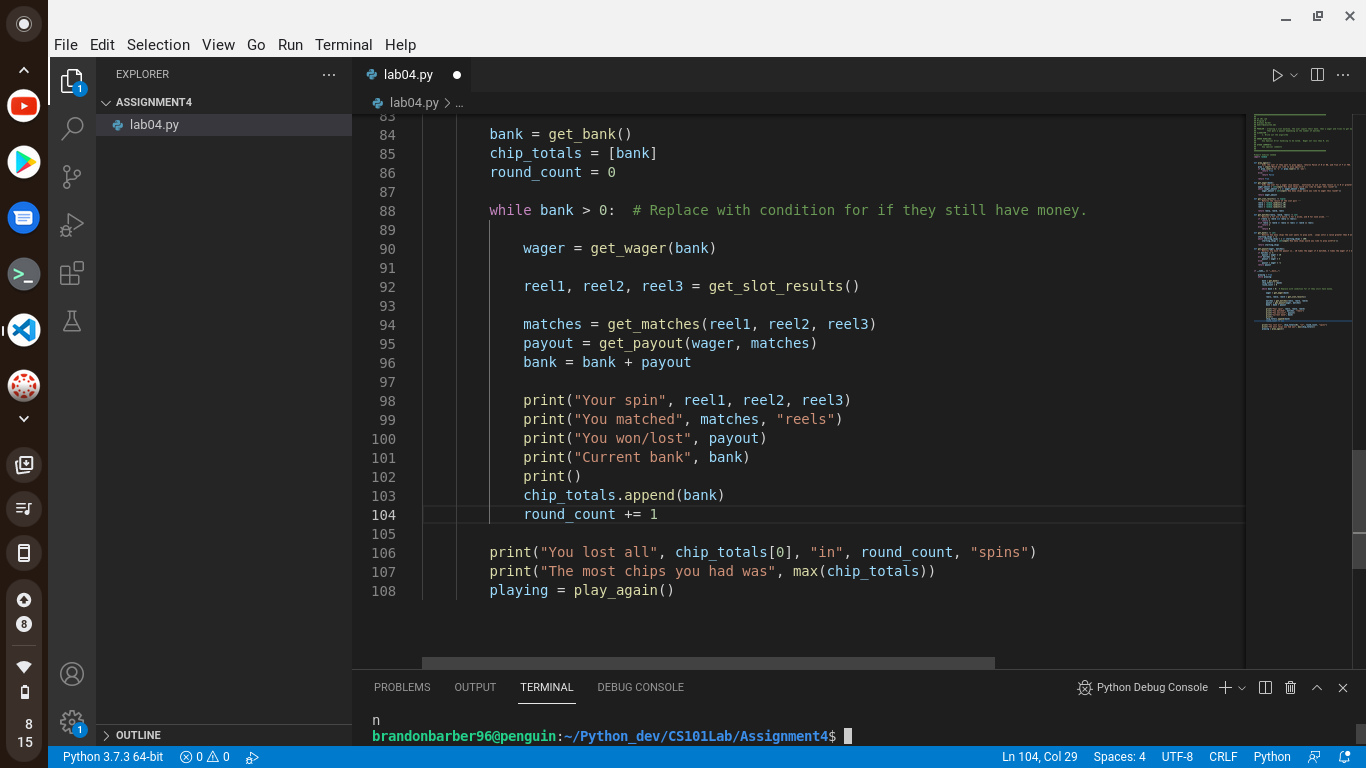 File Edit Selection View Go Run Terminal Help
EXPLORER
ASSIGNMENT4
lab04.py
OUTLINE
lab04.py
lab04.py > ...
83
84 bank = get_bank()
85 chip_totals = [bank]
86 round_count = 0
87
88 while bank > 0:  # Replace with condition for if they still have money.
89
90 wager = get_wager(bank)
91
92 reel1, reel2, reel3 = get_slot_results()
93
94 matches = get_matches(reel1, reel2, reel3)
95 payout = get_payout(wager, matches)
96 bank = bank + payout
97
98 print("Your spin", reel1, reel2, reel3)
99 print("You matched", matches, "reels")
100 print("You won/lost", payout)
101 print("Current bank", bank)
102 print()
103 chip_totals.append(bank)
104 round_count += 1
105
106 print("You lost all", chip_totals[0], "in", round_count, "spins")
107 print("The most chips you had was", max(chip_totals))
108 playing = play_again()
PROBLEMS OUTPUT TERMINAL DEBUG CONSOLE Python Debug Console
n
brandonbarber96@penguin:~/Python_dev/CS101Lab/Assignment4$
Python 3.7.3 64-bit 0 0 Ln 104, Col 29 Spaces: 4 UTF-8 CRLF Python
1
1
8
8
15